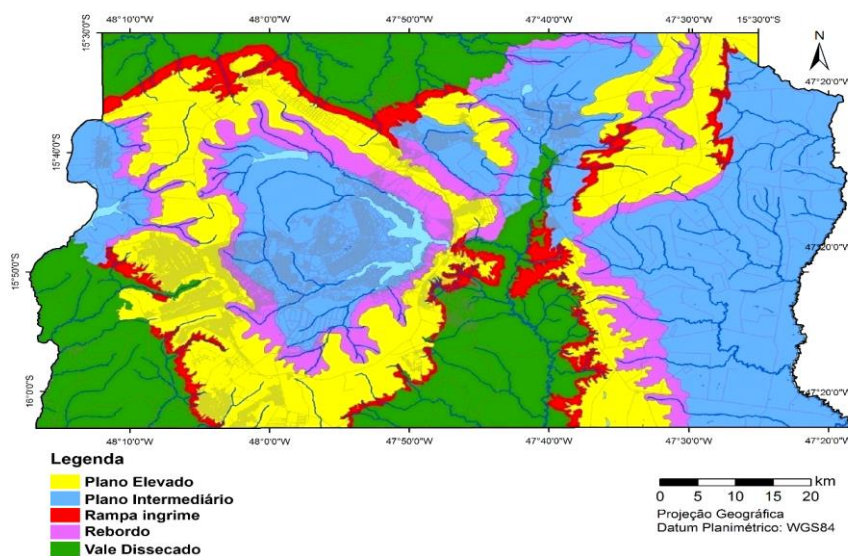 48°10'0"W 48°0'0"W 47°50'0"W 47°40'0"W 47°30'0"W 15°30'0"S
15°30'0"S
N
47°20'0"W
15°40'0"S
47°20'0"W
15°50'0"S
47°20'0"W
16°0'0"S
48°10'0"W 48°0'0"W 47°50'0"W 47°40'0"W 47°30'0"W 47°20'0"W
Legenda
Plano Elevado
Plano Intermediário
Rampa ingrime
Rebordo
Vale Dissecado
km
0 5 10 15 20
Projeção Geográfica
Datum Planimétrico: WGS84